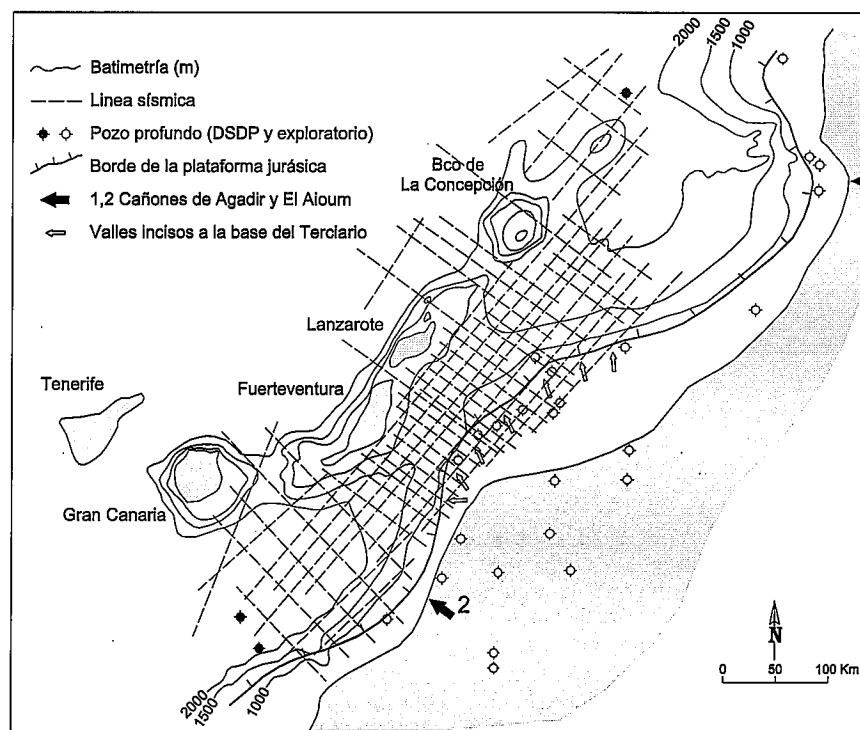 Batimetría (m)
Linea sísmica
Pozo profundo (DSDP y exploratorio)
Borde de la plataforma jurásica
1,2 Cañones de Agadir y El Aioum
Valles incisos a la base del Terciario
2000
1500
1000
Bco de
La Concepción
Lanzarote
Fuerteventura
Tenerife
Gran Canaria
2
N
0 50 100 Km
2000
1500
1000